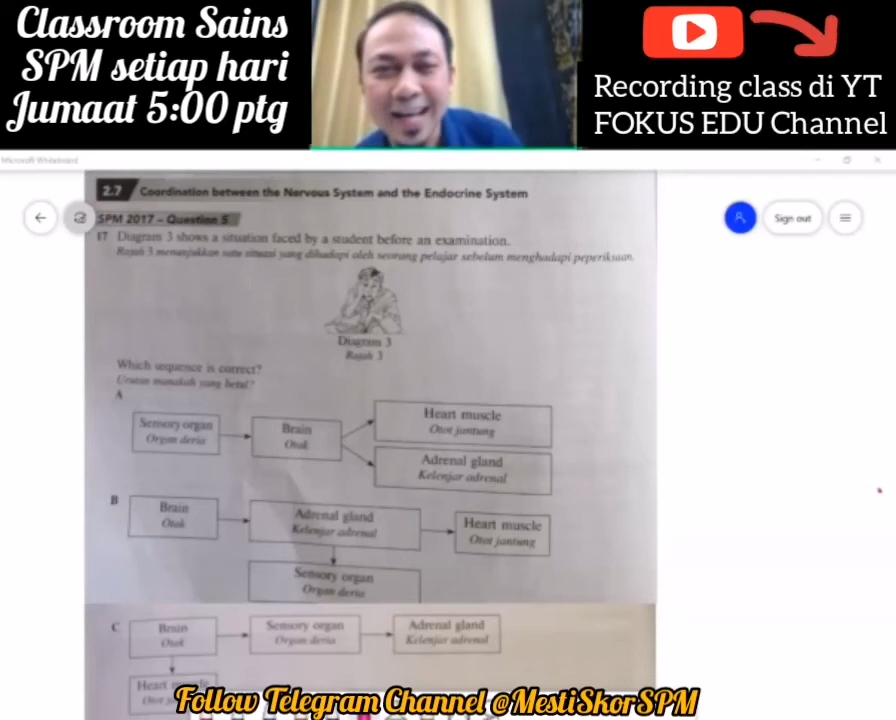 Classroom Sains
SPM setiap hari
Jumaat 5:00 ptg
Recording class di YT
FOKUS EDU Channel
Microsoft Whiteboard
2.7 Coordination between the Nervous System and the Endocrine System
Sign out
SPM 2017 – Question 5
17 Diagram 3 shows a situation faced by a student before an examination.
Rajah 3 menunjukkan satu situasi yang dihadapi oleh seorang pelajar sebelum menghadapi peperiksaan.
Diagram 3
Rajah 3
Which sequence is correct?
Urutan manakah yang betul?
A
Sensory organ
Organ deria
Brain
Otak
Heart muscle
Otot jantung
Adrenal gland
Kelenjar adrenal
B
Brain
Otak
Adrenal gland
Kelenjar adrenal
Heart muscle
Otot jantung
Sensory organ
Organ deria
C
Brain
Otak
Sensory organ
Organ deria
Adrenal gland
Kelenjar adrenal
Heart
Follow Telegram Channel @MestiSkorSPM